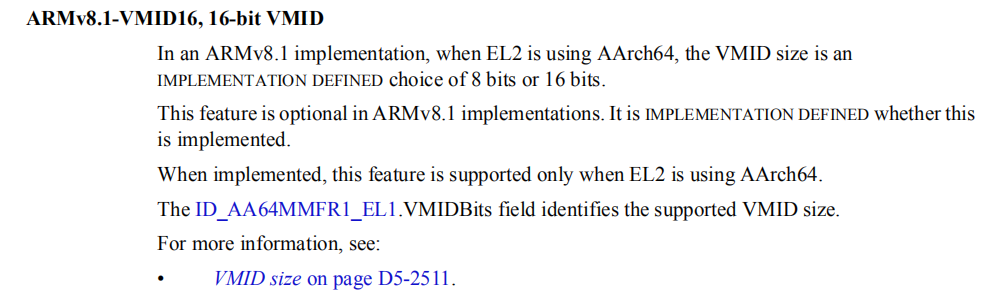 ARMv8.1-VMID16, 16-bit VMID
In an ARMv8.1 implementation, when EL2 is using AArch64, the VMID size is an
IMPLEMENTATION DEFINED choice of 8 bits or 16 bits.
This feature is optional in ARMv8.1 implementations. It is IMPLEMENTATION DEFINED whether this
is implemented.
When implemented, this feature is supported only when EL2 is using AArch64.
The ID_AA64MMFR1_EL1.VMIDBits field identifies the supported VMID size.
For more information, see:
• VMID size on page D5-2511.